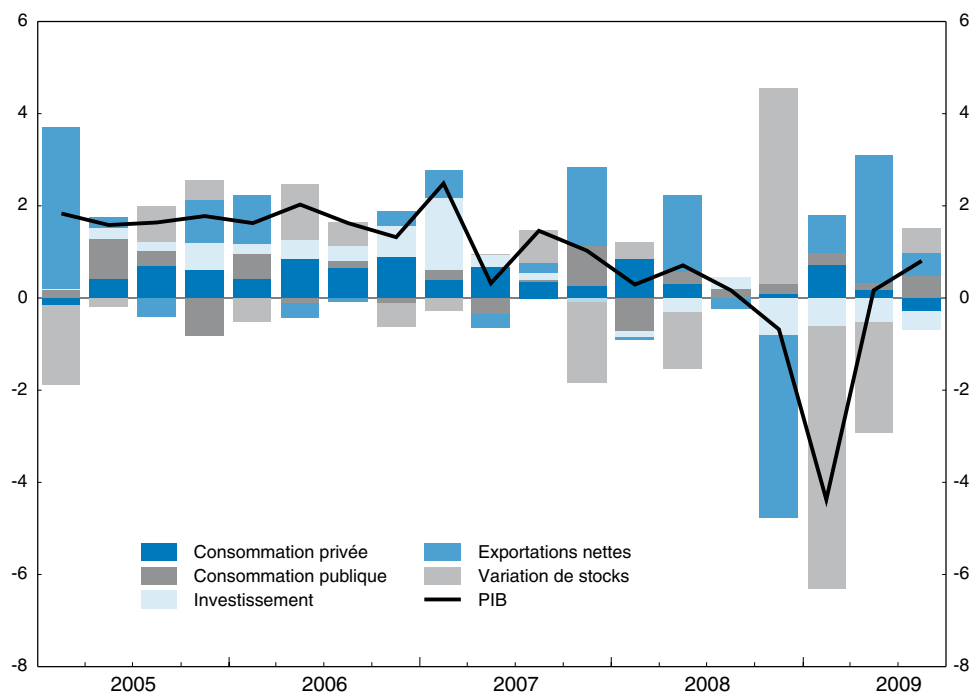 6 6
4 4
2 2
0 0
-2 -2
-4 -4
Consommation privée Exportations nettes
Consommation publique Variation de stocks
-6 -6
Investissement PIB
-8 -8
2005 2006 2007 2008 2009